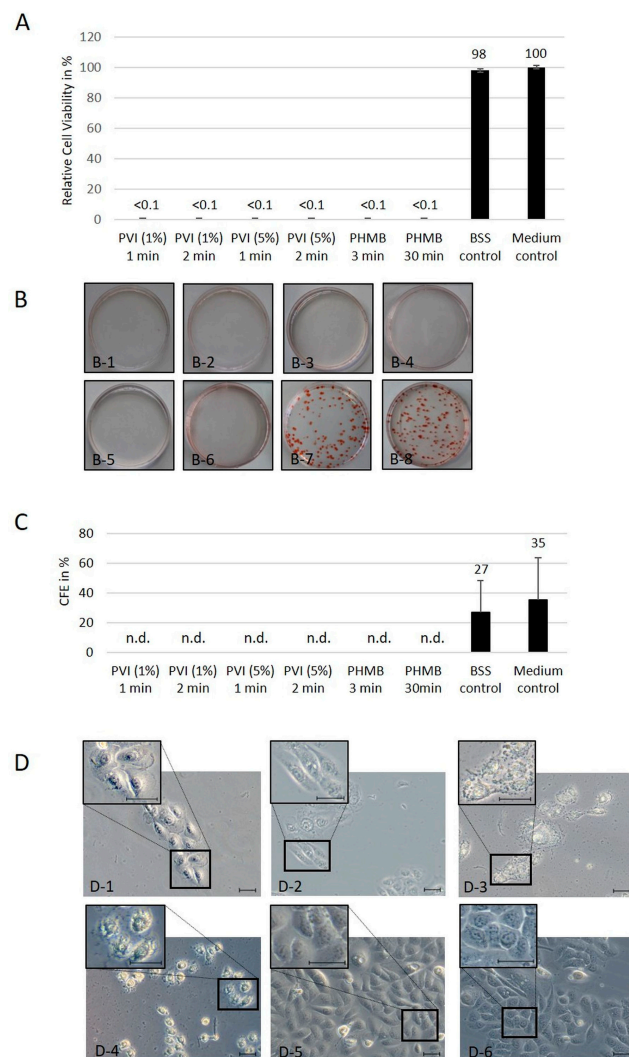 A
Relative Cell Viability in %
120
100
80
60
40
20
0
<0.1 <0.1 <0.1 <0.1 <0.1 <0.1 98 100
PVI (1%) PVI (1%) PVI (5%) PVI (5%) PHMB PHMB BSS Medium
1 min 2 min 1 min 2 min 3 min 30 min control control
B
B-1 B-2 B-3 B-4
B-5 B-6 B-7 B-8
C
CFE in %
80
60
40
20
0
n.d. n.d. n.d. n.d. n.d. n.d. 27 35
PVI (1%) PVI (1%) PVI (5%) PVI (5%) PHMB PHMB BSS Medium
1 min 2 min 1 min 2 min 3 min 30min control control
D
D-1 D-2 D-3
D-4 D-5 D-6